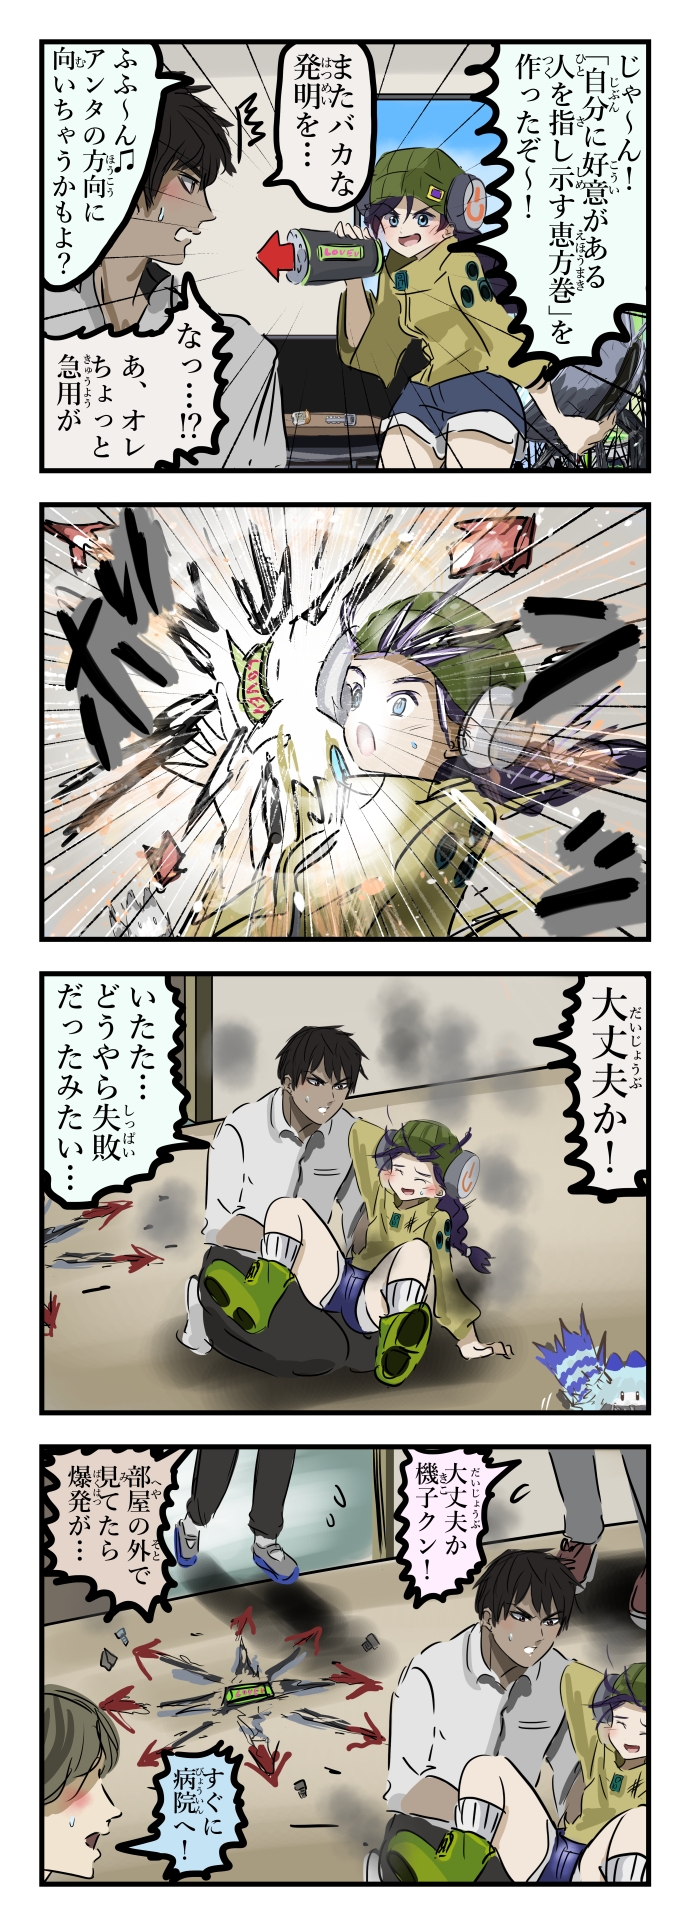 じゃ～ん！
「自分に好意がある
人を指し示す恵方巻」を
作ったぞ～！
またバカな
発明を…
LOVEU
ふふ～ん♫
アンタの方向に
向いちゃうかもよ？
なっ…!?
あ、オレ
ちょっと
急用が
バンッ
大丈夫か！
いたた…
どうやら失敗
だったみたい…
大丈夫か
機子クン！
部屋の外で
見てたら
爆発が…
すぐに
病院へ！